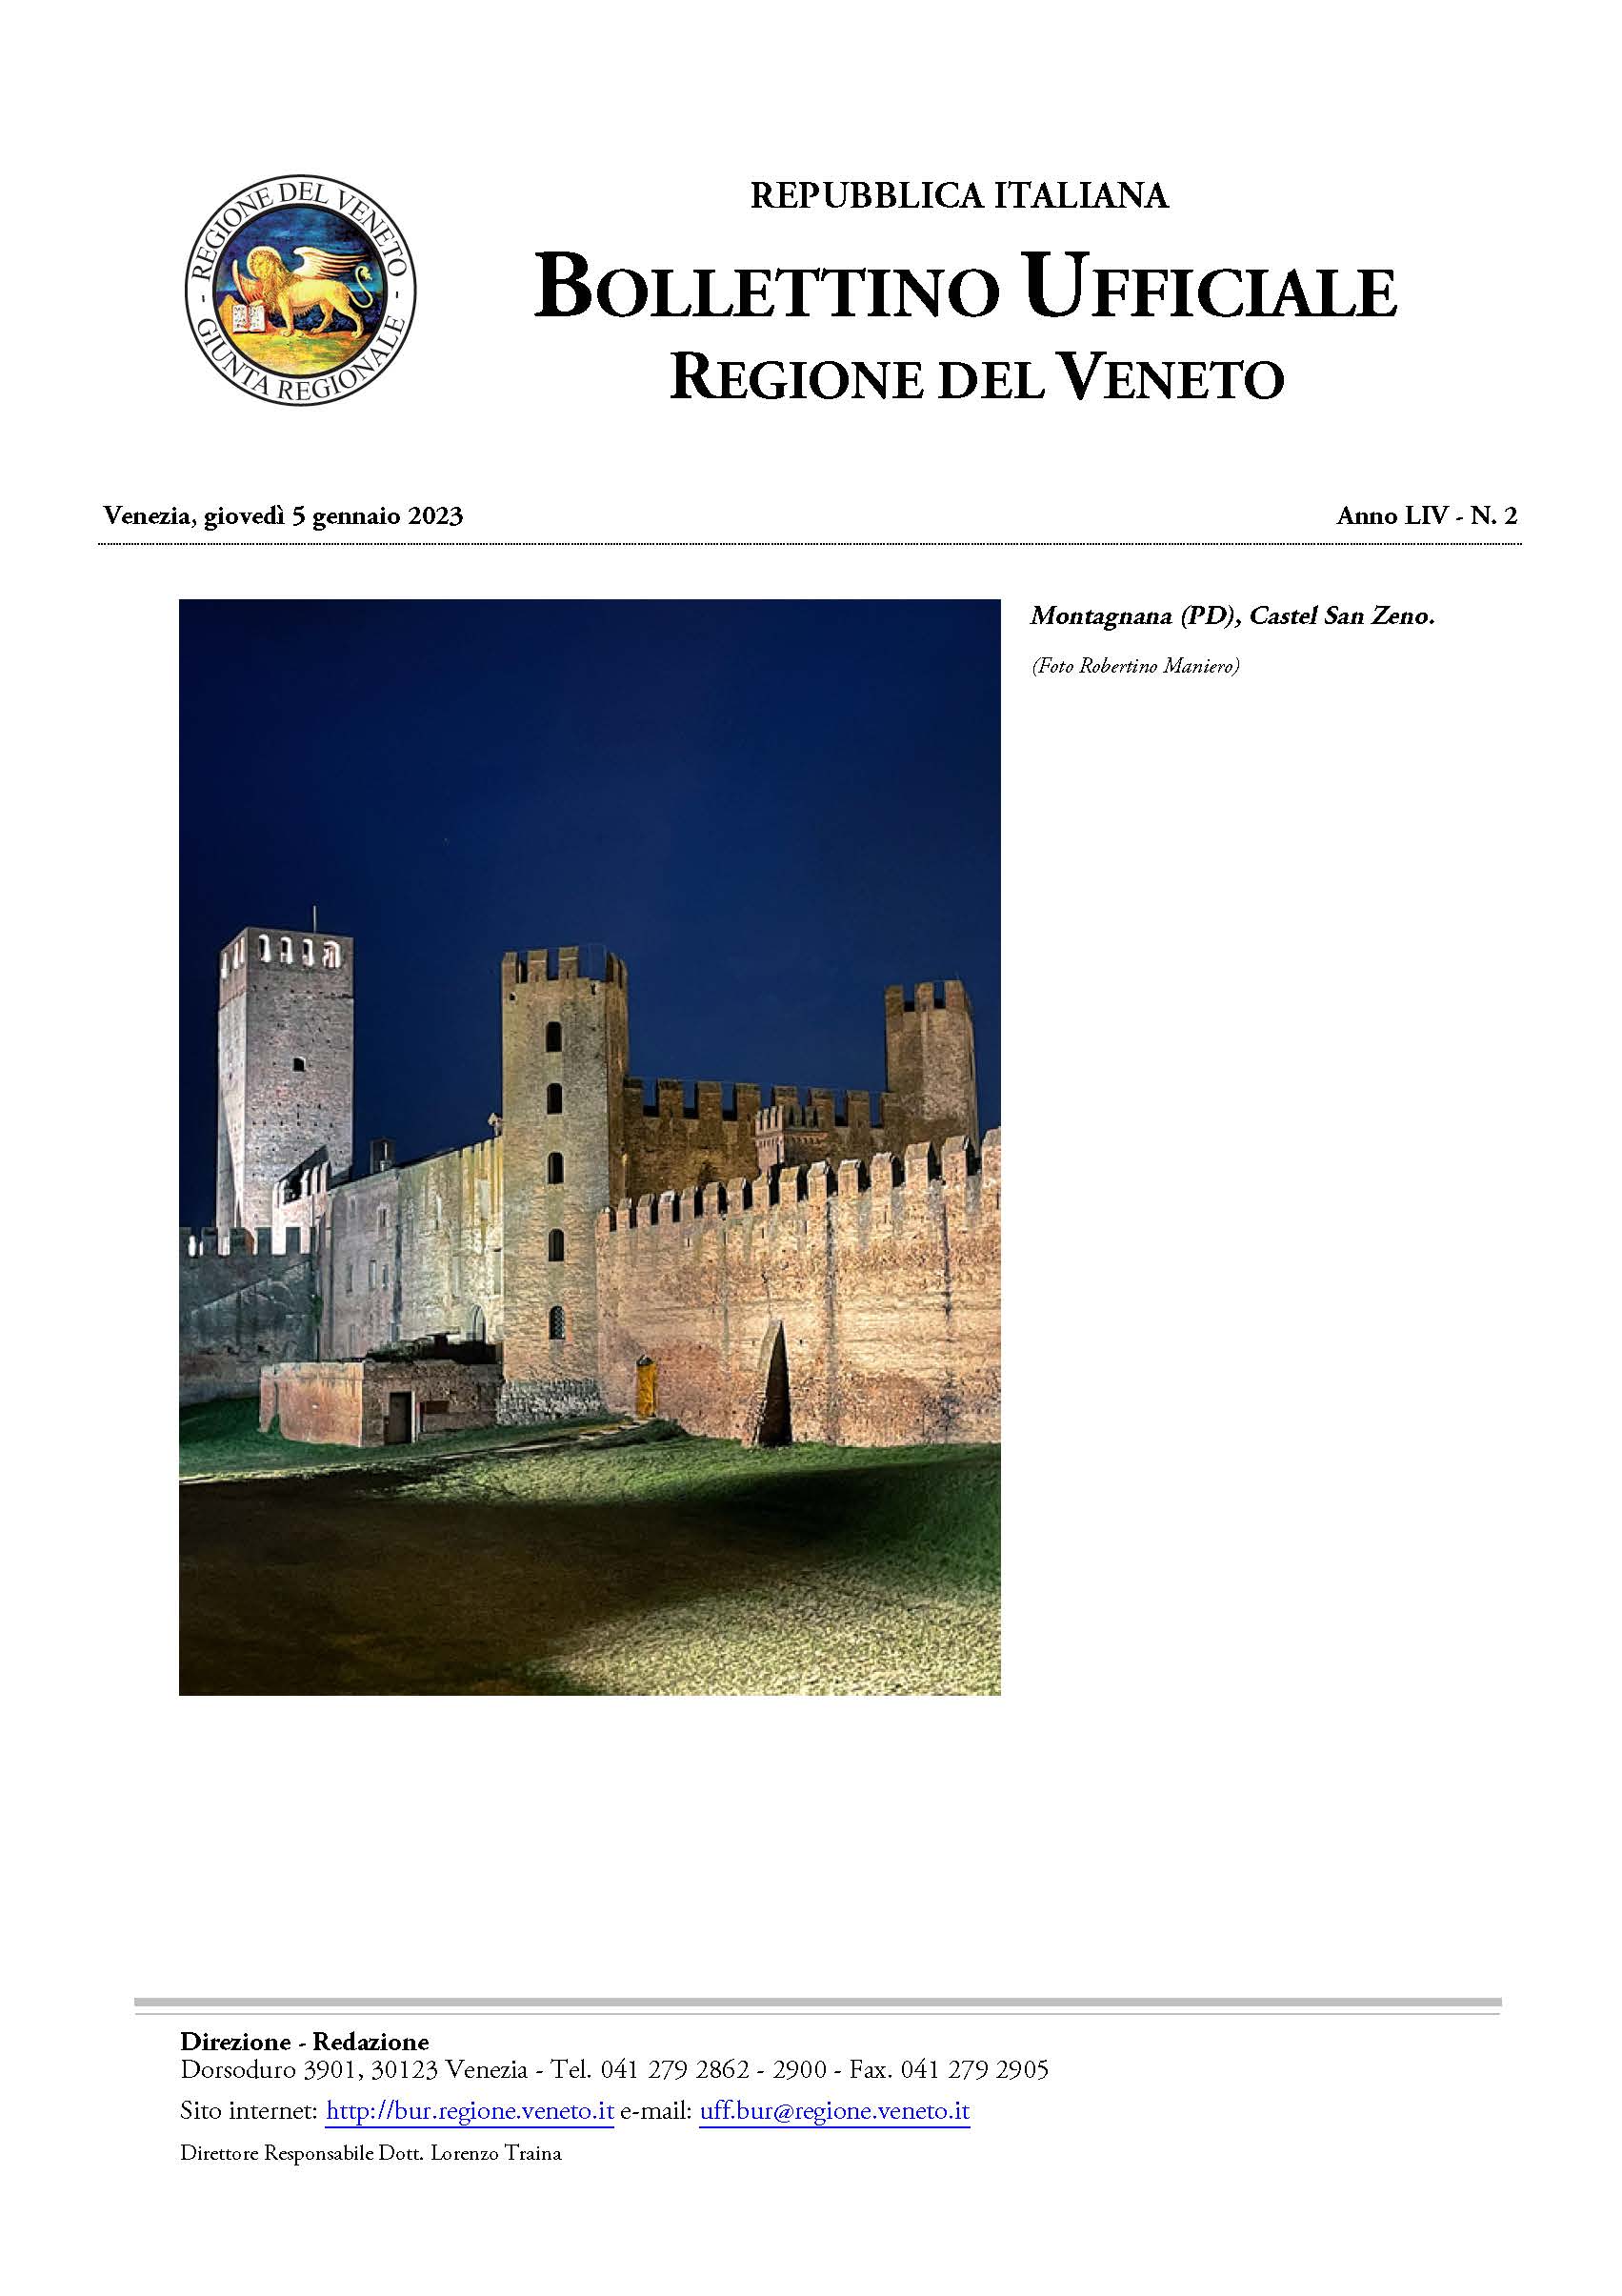 REGIONE DEL VENETO
GIUNTA REGIONALE
REPUBBLICA ITALIANA
BOLLETTINO UFFICIALE
REGIONE DEL VENETO
Venezia, giovedì 5 gennaio 2023
Anno LIV - N. 2
Montagnana (PD), Castel San Zeno.
(Foto Robertino Maniero)
Direzione - Redazione
Dorsoduro 3901, 30123 Venezia - Tel. 041 279 2862 - 2900 - Fax. 041 279 2905
Sito internet: http://bur.regione.veneto.it e-mail: uff.bur@regione.veneto.it
Direttore Responsabile Dott. Lorenzo Traina